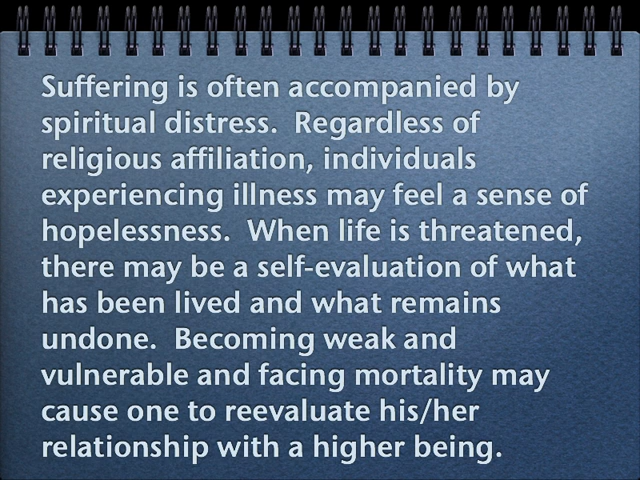 Suffering is often accompanied by
spiritual distress.  Regardless of
religious affiliation, individuals
experiencing illness may feel a sense of
hopelessness.  When life is threatened,
there may be a self-evaluation of what
has been lived and what remains
undone.  Becoming weak and
vulnerable and facing mortality may
cause one to reevaluate his/her
relationship with a higher being.